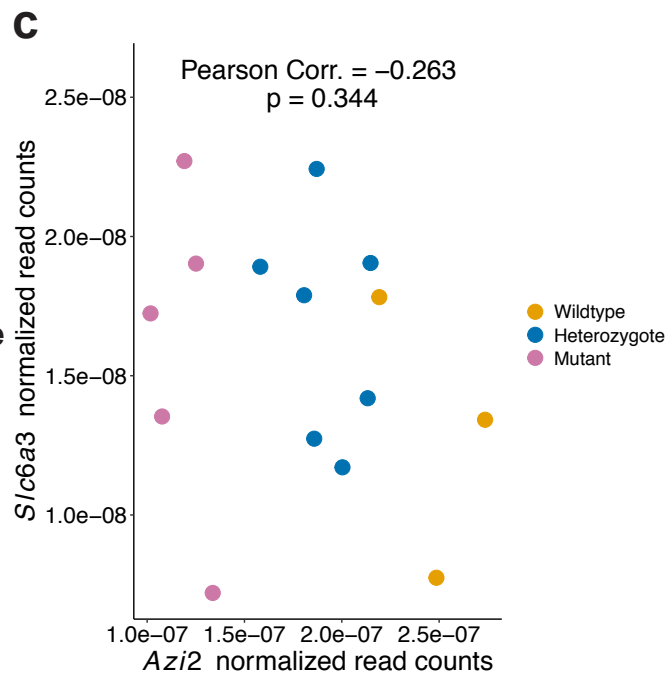 C
Pearson Corr. = −0.263
p = 0.344
2.5e−08
2.0e−08
1.5e−08
1.0e−08
Slc6a3 normalized read counts
1.0e−07 1.5e−07 2.0e−07 2.5e−07
Azi2 normalized read counts
Wildtype
Heterozygote
Mutant